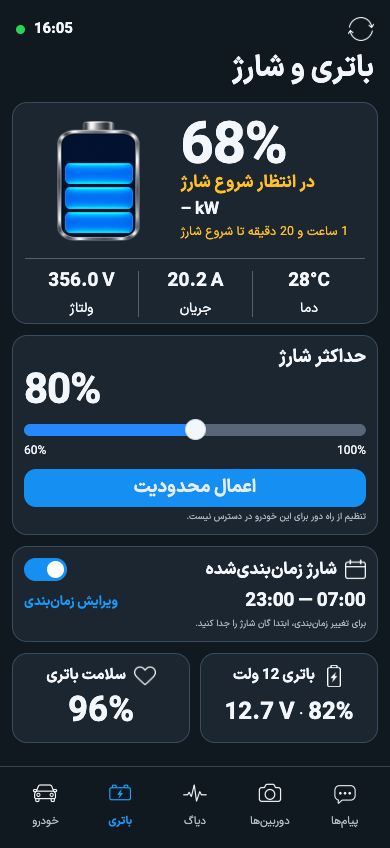 16:05
باتری و شارژ
68%
در انتظار شروع شارژ
– kW
1 ساعت و 20 دقیقه تا شروع شارژ
28°C
20.2 A
356.0 V
دما
جریان
ولتاژ
حداکثر شارژ
80%
60%
100%
اعمال محدودیت
تنظیم از راه دور برای این خودرو در دسترس نیست.
شارژ زمان‌بندی‌شده
23:00 — 07:00
ویرایش زمان‌بندی
برای تغییر زمان‌بندی، ابتدا گان شارژ را جدا کنید.
باتری 12 ولت
12.7 V · 82%
سلامت باتری
96%
پیام‌ها
دوربین‌ها
دیاگ
باتری
خودرو